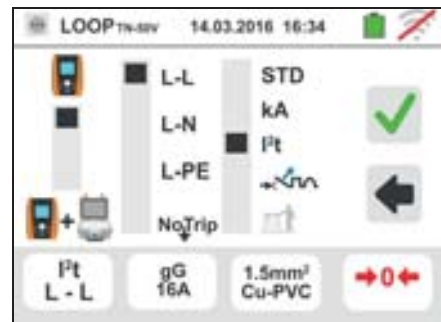 LOOP TN-50V 14.03.2016 16:34
L-L STD
L-N kA
L-PE I²t
NoTrip
I²t gG 1.5mm² →0←
L - L 16A Cu-PVC